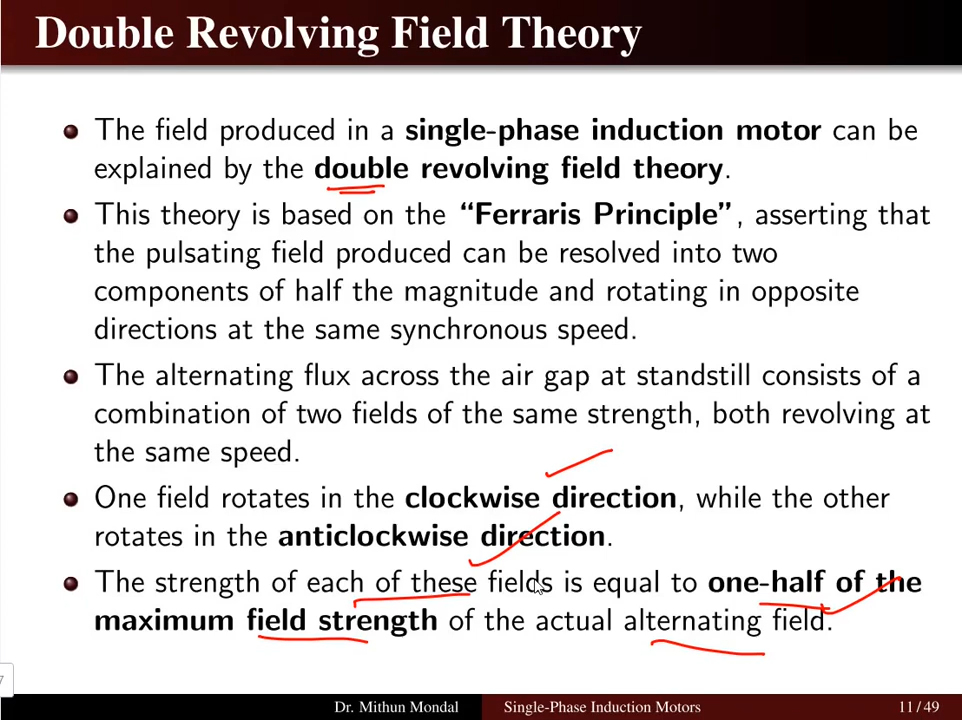 Double Revolving Field Theory
The field produced in a single-phase induction motor can be
explained by the double revolving field theory.
This theory is based on the “Ferraris Principle”, asserting that
the pulsating field produced can be resolved into two
components of half the magnitude and rotating in opposite
directions at the same synchronous speed.
The alternating flux across the air gap at standstill consists of a
combination of two fields of the same strength, both revolving at
the same speed.
One field rotates in the clockwise direction, while the other
rotates in the anticlockwise direction.
The strength of each of these fields is equal to one-half of the
maximum field strength of the actual alternating field.
7
Dr. Mithun Mondal Single-Phase Induction Motors 11 / 49